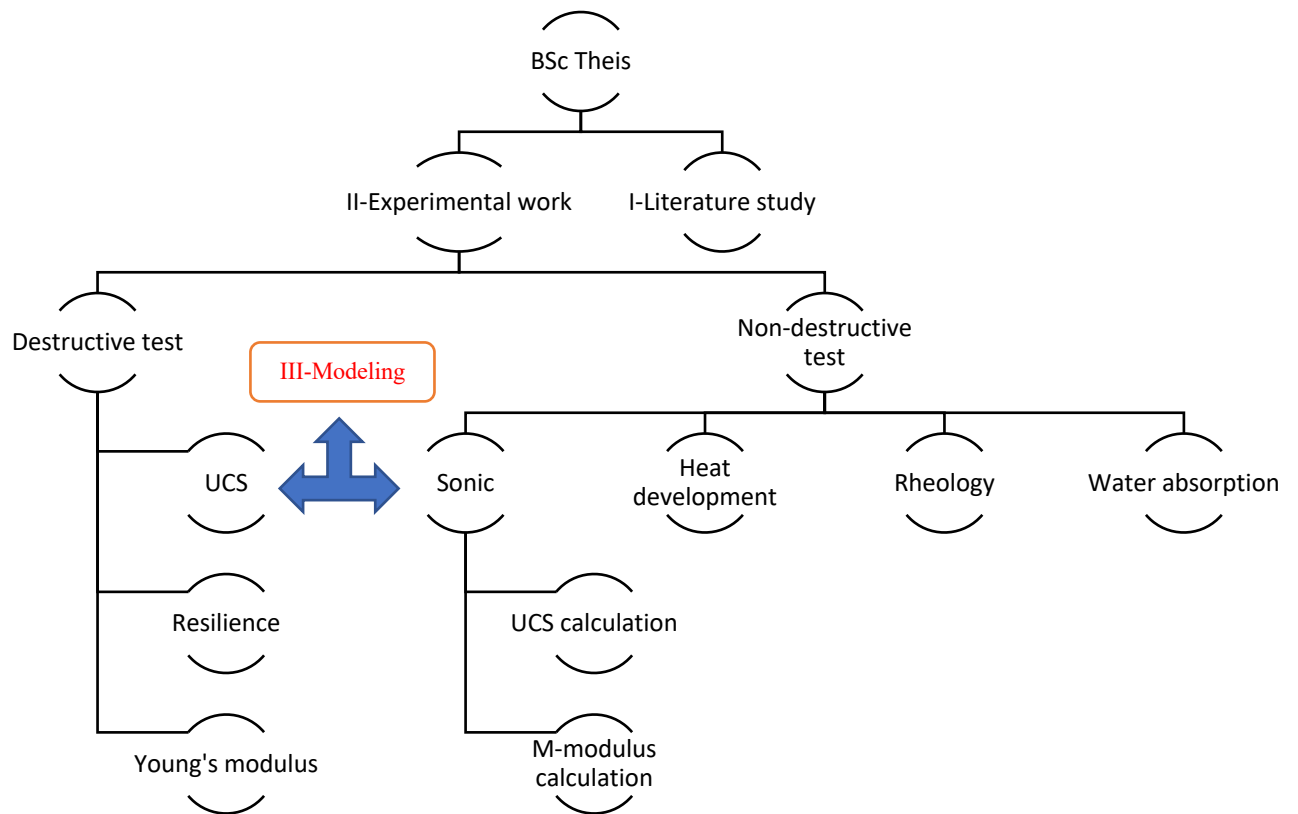 BSc Theis
II-Experimental work
I-Literature study
Destructive test
Non-destructive
test
III-Modeling
UCS
Sonic
Heat
development
Rheology
Water absorption
Resilience
UCS calculation
Young's modulus
M-modulus
calculation